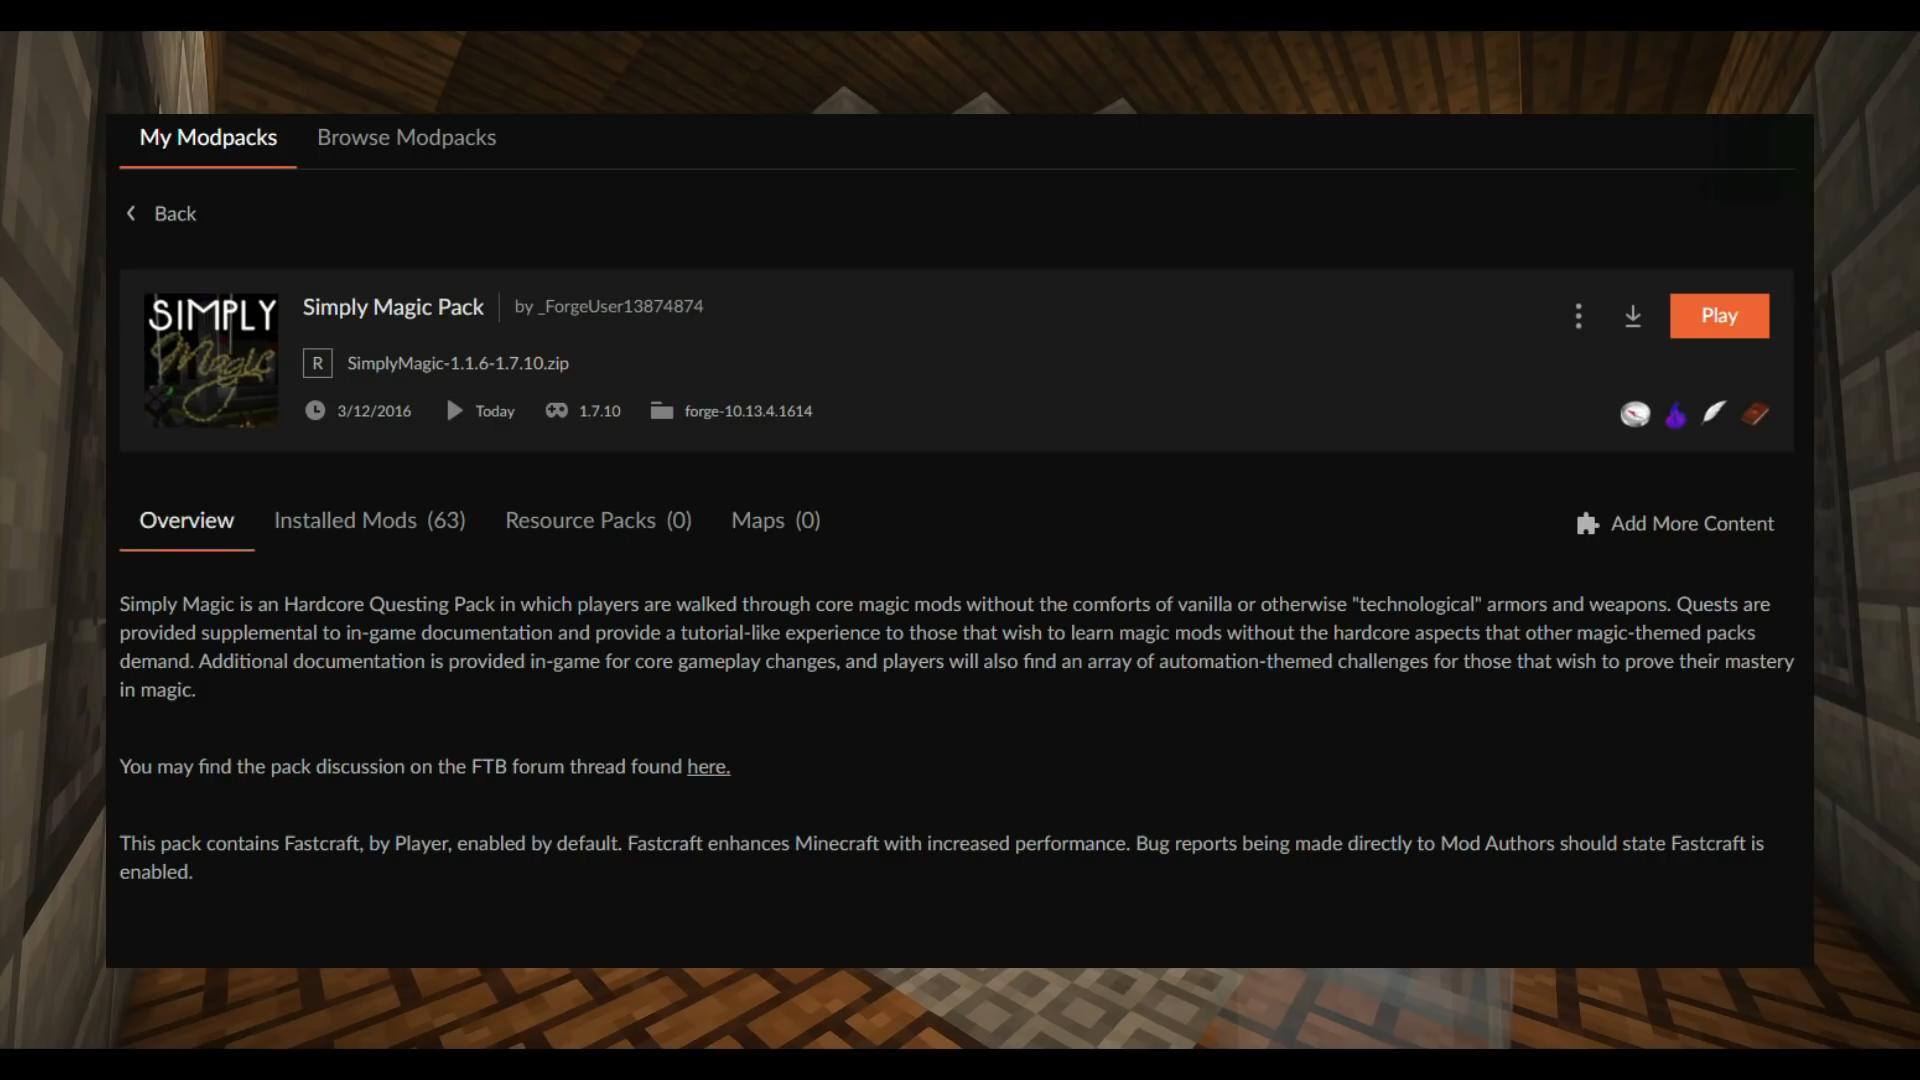 My Modpacks Browse Modpacks
Back
SIMPLY
Magic
Simply Magic Pack by _ForgeUser13874874
Play
R SimplyMagic-1.1.6-1.7.10.zip
3/12/2016 Today 1.7.10 forge-10.13.4.1614
Overview Installed Mods (63) Resource Packs (0) Maps (0) Add More Content
Simply Magic is an Hardcore Questing Pack in which players are walked through core magic mods without the comforts of vanilla or otherwise "technological" armors and weapons. Quests are
provided supplemental to in-game documentation and provide a tutorial-like experience to those that wish to learn magic mods without the hardcore aspects that other magic-themed packs
demand. Additional documentation is provided in-game for core gameplay changes, and players will also find an array of automation-themed challenges for those that wish to prove their mastery
in magic.
You may find the pack discussion on the FTB forum thread found here.
This pack contains Fastcraft, by Player, enabled by default. Fastcraft enhances Minecraft with increased performance. Bug reports being made directly to Mod Authors should state Fastcraft is
enabled.